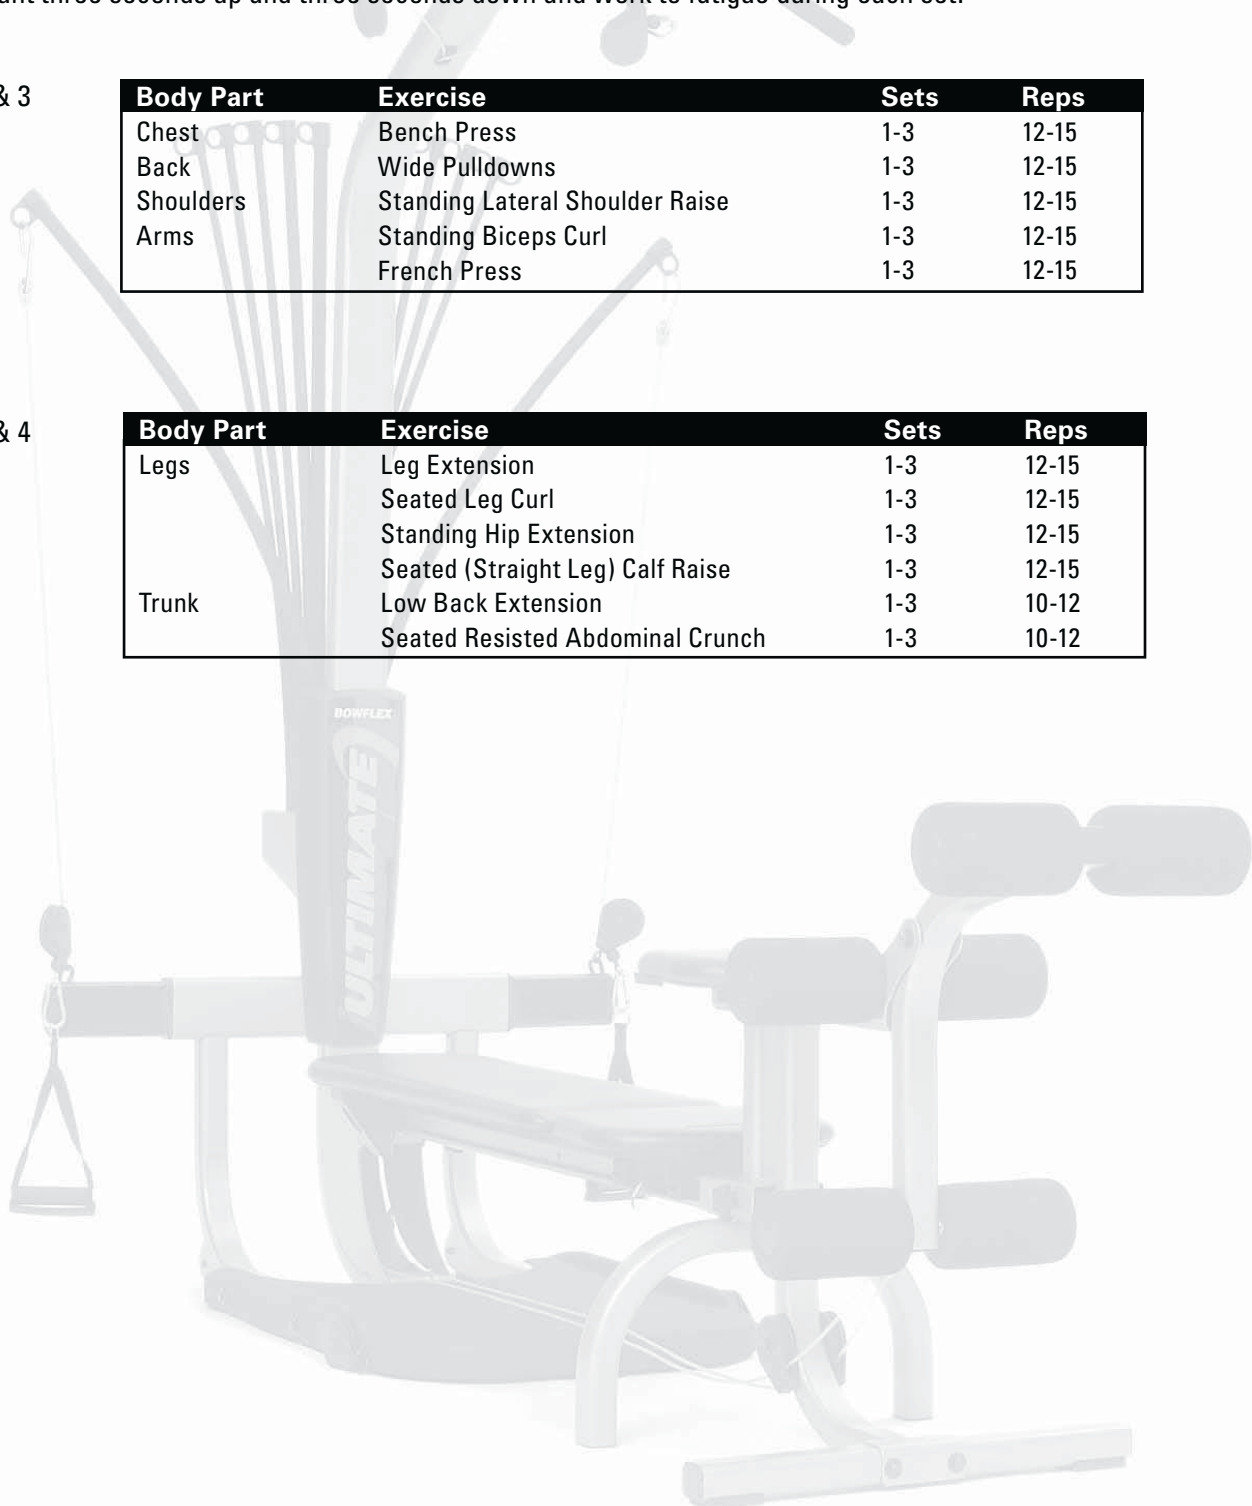 three seconds up and three seconds down and work to fatigue during each set.
& 3
Body Part Exercise Sets Reps
Chest Bench Press 1-3 12-15
Back Wide Pulldowns 1-3 12-15
Shoulders Standing Lateral Shoulder Raise 1-3 12-15
Arms Standing Biceps Curl 1-3 12-15
French Press 1-3 12-15
& 4
Body Part Exercise Sets Reps
Legs Leg Extension 1-3 12-15
Seated Leg Curl 1-3 12-15
Standing Hip Extension 1-3 12-15
Seated (Straight Leg) Calf Raise 1-3 12-15
Trunk Low Back Extension 1-3 10-12
Seated Resisted Abdominal Crunch 1-3 10-12
BOWFLEX
ULTIMATE